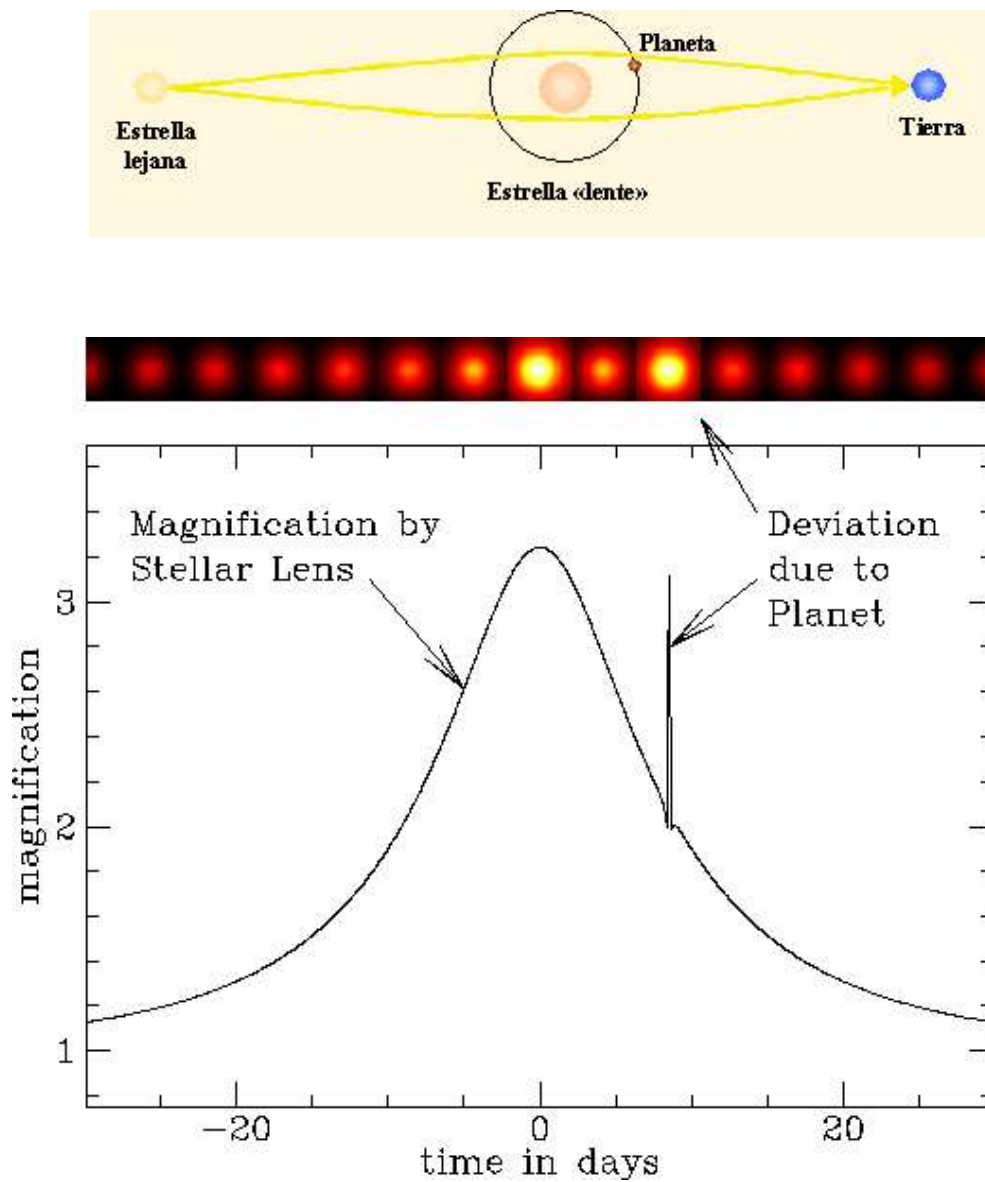 Planeta
Estrella
lejana
Tierra
Estrella «lente»
Magnification by
Stellar Lens
Deviation
due to
Planet
3
2
1
magnification
−20 0 20
time in days